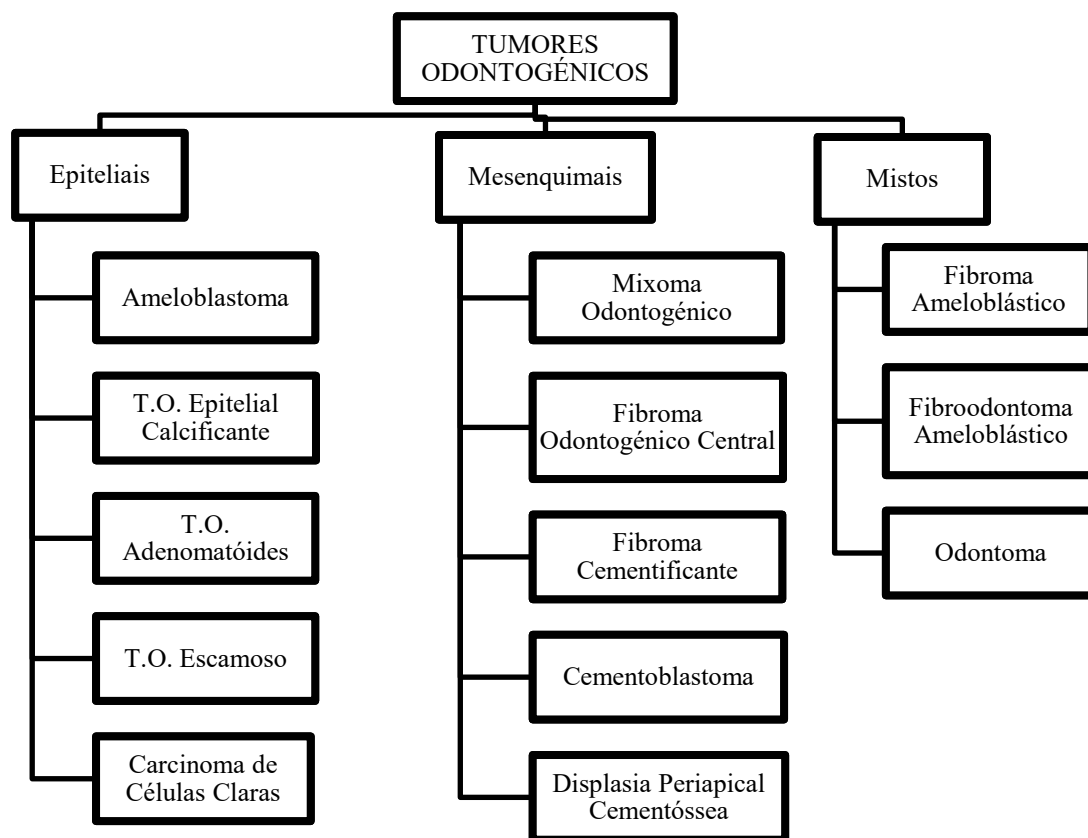 TUMORES
ODONTOGÉNICOS
Epiteliais
Ameloblastoma
T.O. Epitelial
Calcificante
T.O.
Adenomatóides
T.O. Escamoso
Carcinoma de
Células Claras
Mesenquimais
Mixoma
Odontogénico
Fibroma
Odontogénico Central
Fibroma
Cementificante
Cementoblastoma
Displasia Periapical
Cementóssea
Mistos
Fibroma
Ameloblástico
Fibroodontoma
Ameloblástico
Odontoma